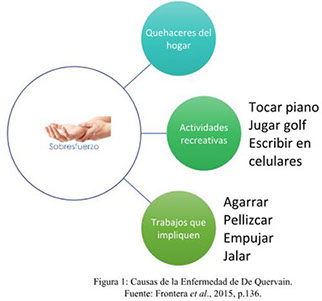 Quehaceres del
hogar
Sobresfuerzo
Actividades
recreativas
Tocar piano
Jugar golf
Escribir en
celulares
Trabajos que
impliquen
Agarrar
Pellizcar
Empujar
Jalar
Figura 1: Causas de la Enfermedad de De Quervain.
Fuente: Frontera et al., 2015, p.136.